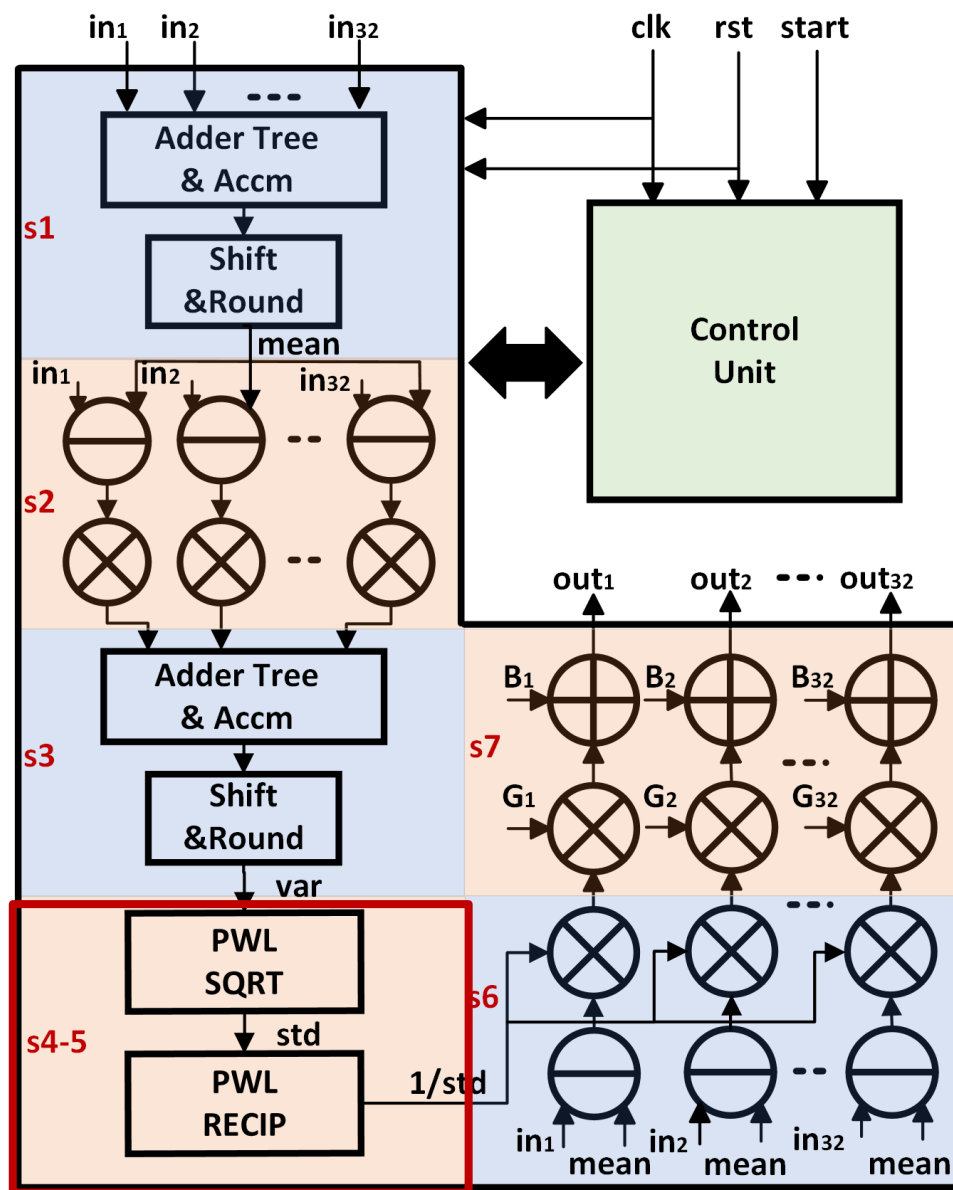 in1 in2 in32 clk rst start
Adder Tree
& Accm
s1
Shift
&Round
mean
Control
Unit
in1 in2 in32
s2
out1 out2 out32
Adder Tree
& Accm
s3
Shift
&Round
var
B1 B2 B32
s7
G1 G2 G32
PWL
SQRT
s4-5
std
PWL
RECIP
1/std
s6
in1 in2 in32
mean mean mean